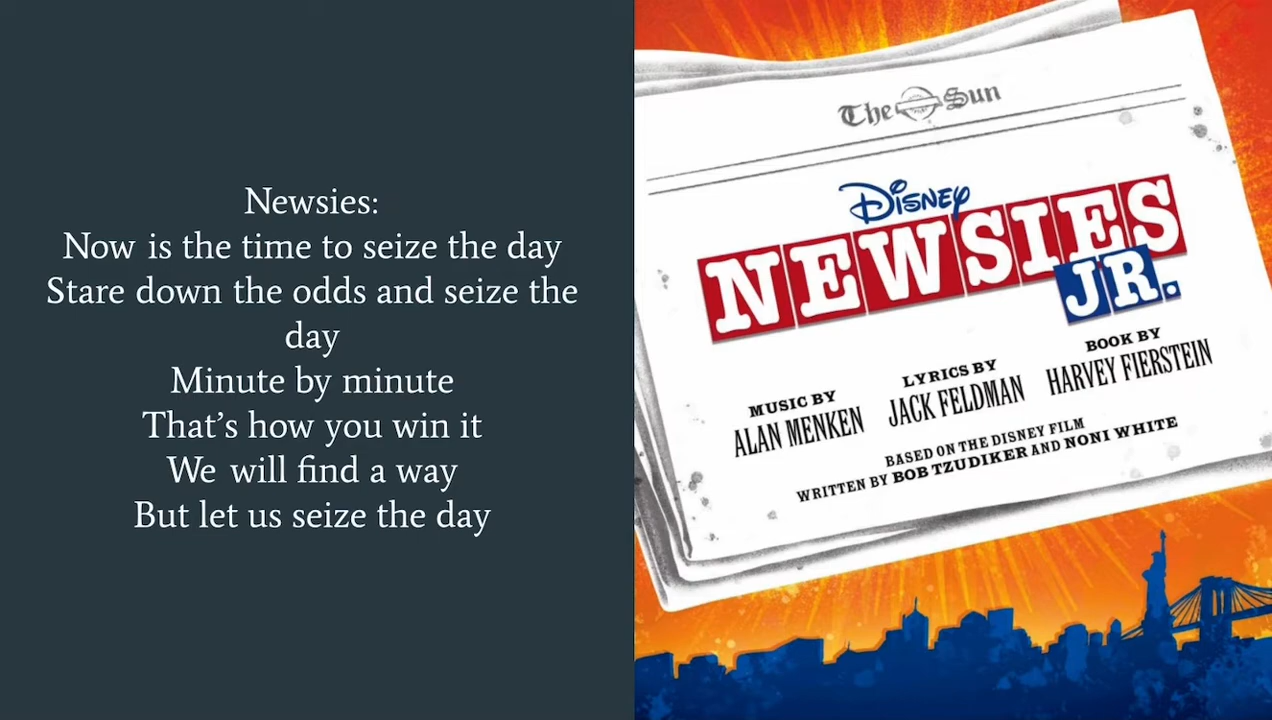 Newsies:
Now is the time to seize the day
Stare down the odds and seize the
day
Minute by minute
That's how you win it
We will find a way
But let us seize the day
The Sun
Disney
NEWSIES
JR.
MUSIC BY
ALAN MENKEN
LYRICS BY
JACK FELDMAN
BOOK BY
HARVEY FIERSTEIN
BASED ON THE DISNEY FILM
WRITTEN BY BOB TZUDIKER AND NONI WHITE